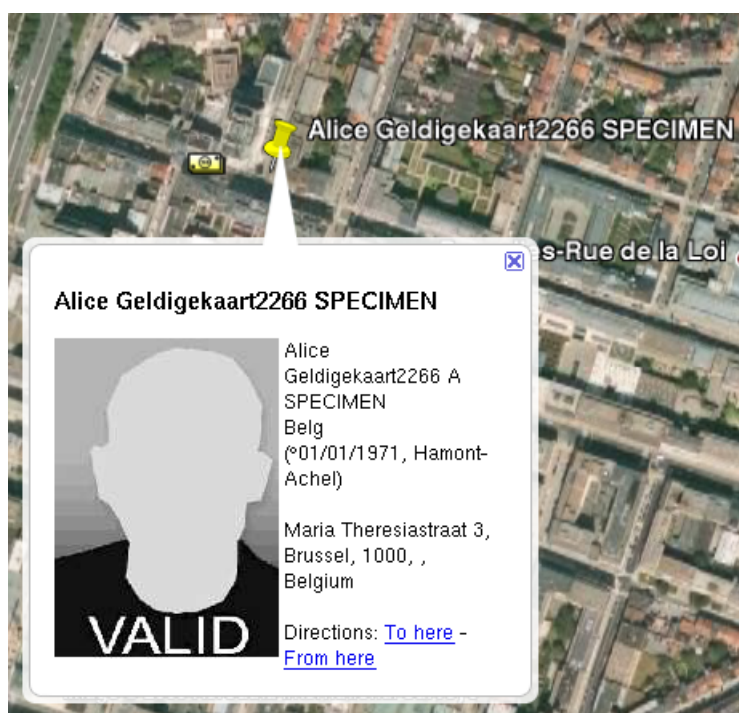 Alice Geldigekaart2266 SPECIMEN
s-Rue de la Loi
Alice Geldigekaart2266 SPECIMEN
Alice
Geldigekaart2266 A
SPECIMEN
Belg
(°01/01/1971, Hamont-
Achel)
Maria Theresiastraat 3,
Brussel, 1000, ,
Belgium
VALID
Directions: To here -
From here